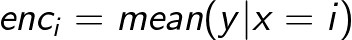 enc_i = mean(y|x = i)